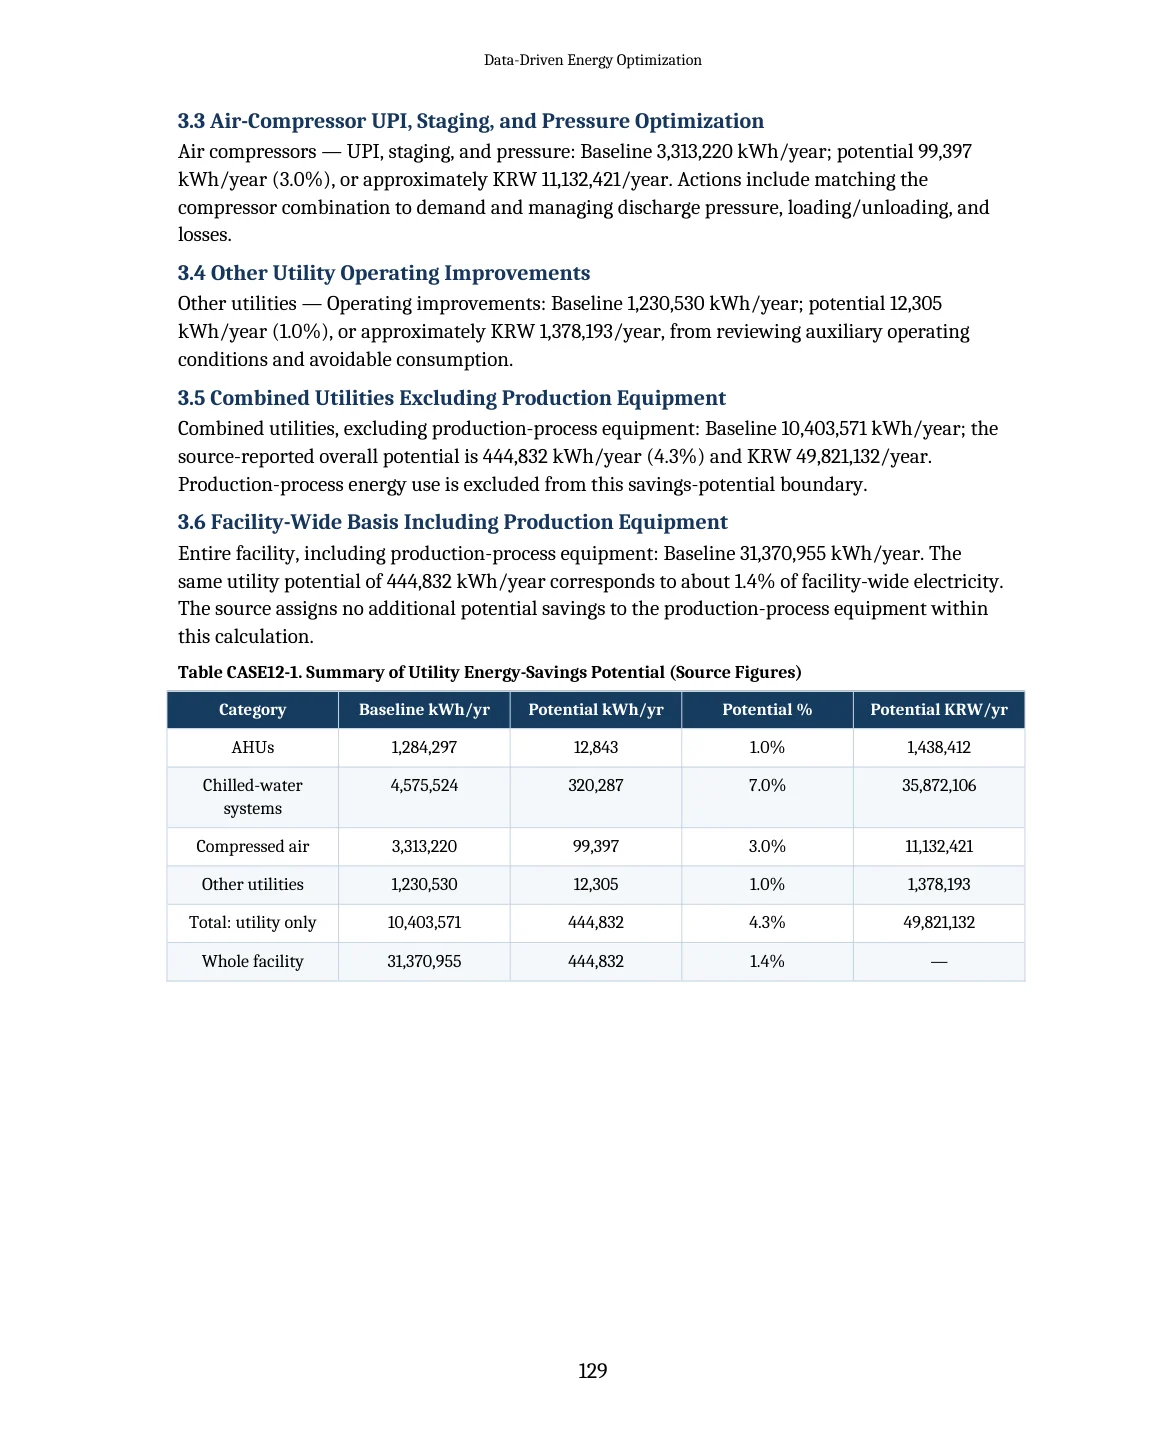 Data-Driven Energy Optimization
3.3 Air-Compressor UPI, Staging, and Pressure Optimization
Air compressors — UPI, staging, and pressure: Baseline 3,313,220 kWh/year; potential 99,397
kWh/year (3.0%), or approximately KRW 11,132,421/year. Actions include matching the
compressor combination to demand and managing discharge pressure, loading/unloading, and
losses.
3.4 Other Utility Operating Improvements
Other utilities — Operating improvements: Baseline 1,230,530 kWh/year; potential 12,305
kWh/year (1.0%), or approximately KRW 1,378,193/year, from reviewing auxiliary operating
conditions and avoidable consumption.
3.5 Combined Utilities Excluding Production Equipment
Combined utilities, excluding production-process equipment: Baseline 10,403,571 kWh/year; the
source-reported overall potential is 444,832 kWh/year (4.3%) and KRW 49,821,132/year.
Production-process energy use is excluded from this savings-potential boundary.
3.6 Facility-Wide Basis Including Production Equipment
Entire facility, including production-process equipment: Baseline 31,370,955 kWh/year. The
same utility potential of 444,832 kWh/year corresponds to about 1.4% of facility-wide electricity.
The source assigns no additional potential savings to the production-process equipment within
this calculation.
Table CASE12-1. Summary of Utility Energy-Savings Potential (Source Figures)
Category Baseline kWh/yr Potential kWh/yr Potential % Potential KRW/yr
AHUs 1,284,297 12,843 1.0% 1,438,412
Chilled-water 4,575,524 320,287 7.0% 35,872,106
systems
Compressed air 3,313,220 99,397 3.0% 11,132,421
Other utilities 1,230,530 12,305 1.0% 1,378,193
Total: utility only 10,403,571 444,832 4.3% 49,821,132
Whole facility 31,370,955 444,832 1.4% —
129